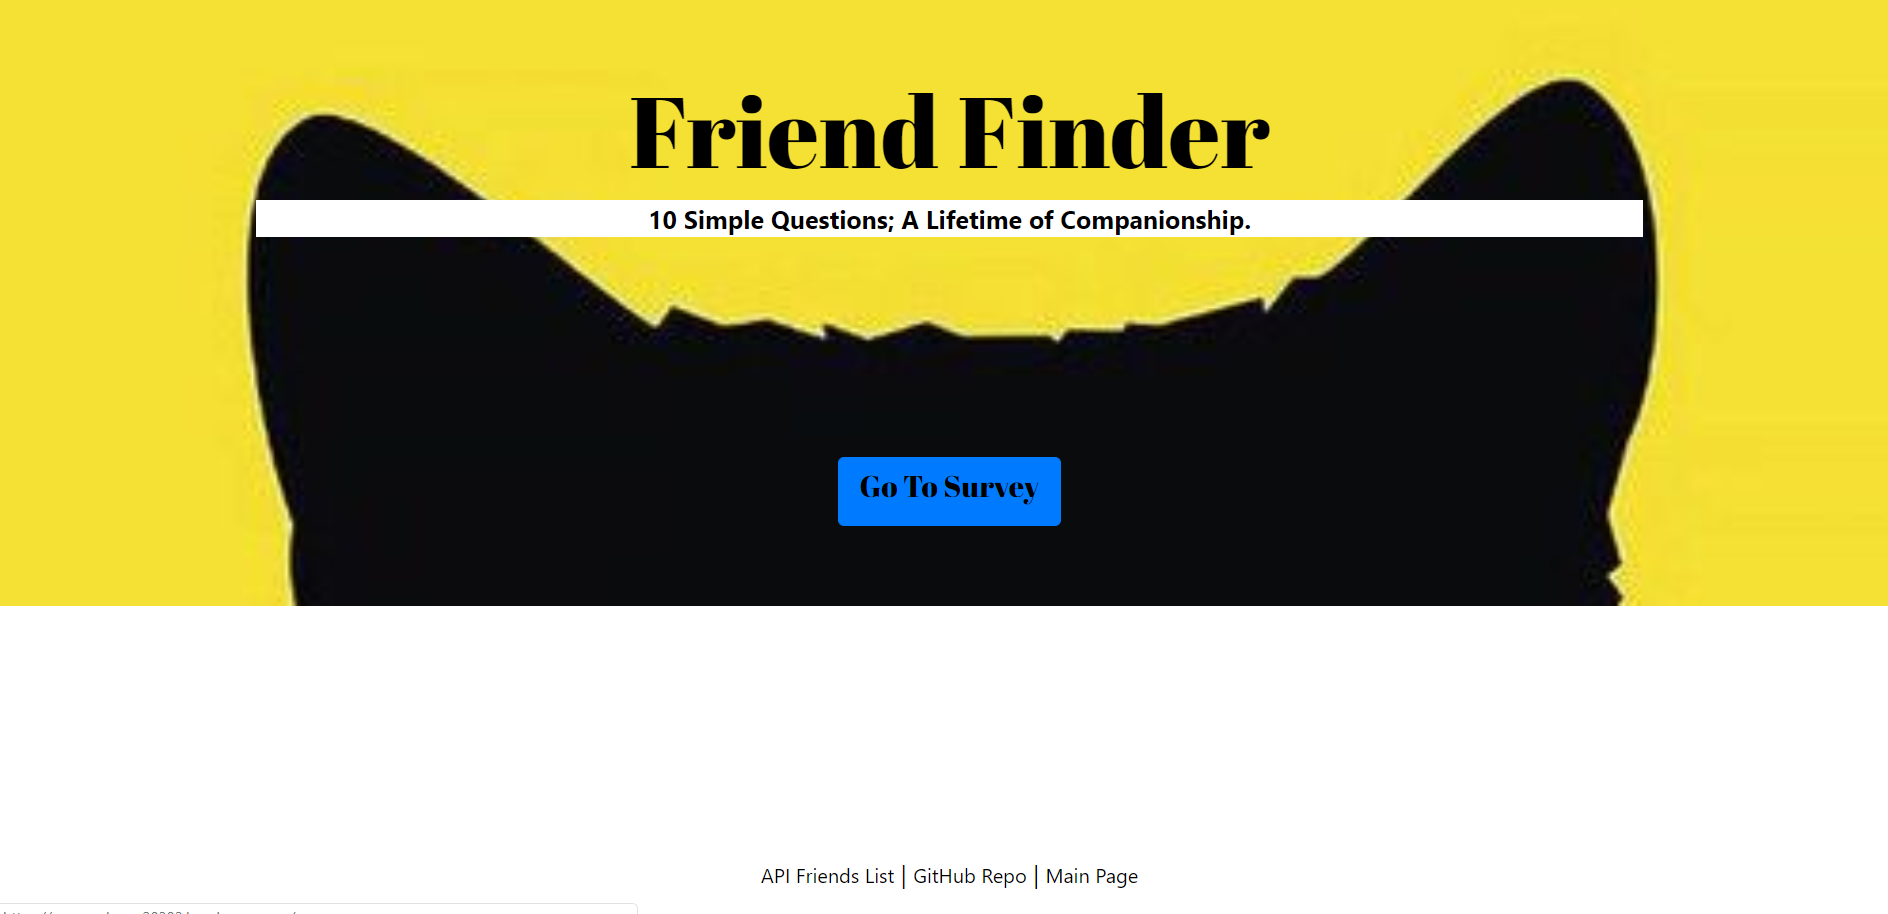 Friend Finder
10 Simple Questions; A Lifetime of Companionship.
Go To Survey
API Friends List | GitHub Repo | Main Page